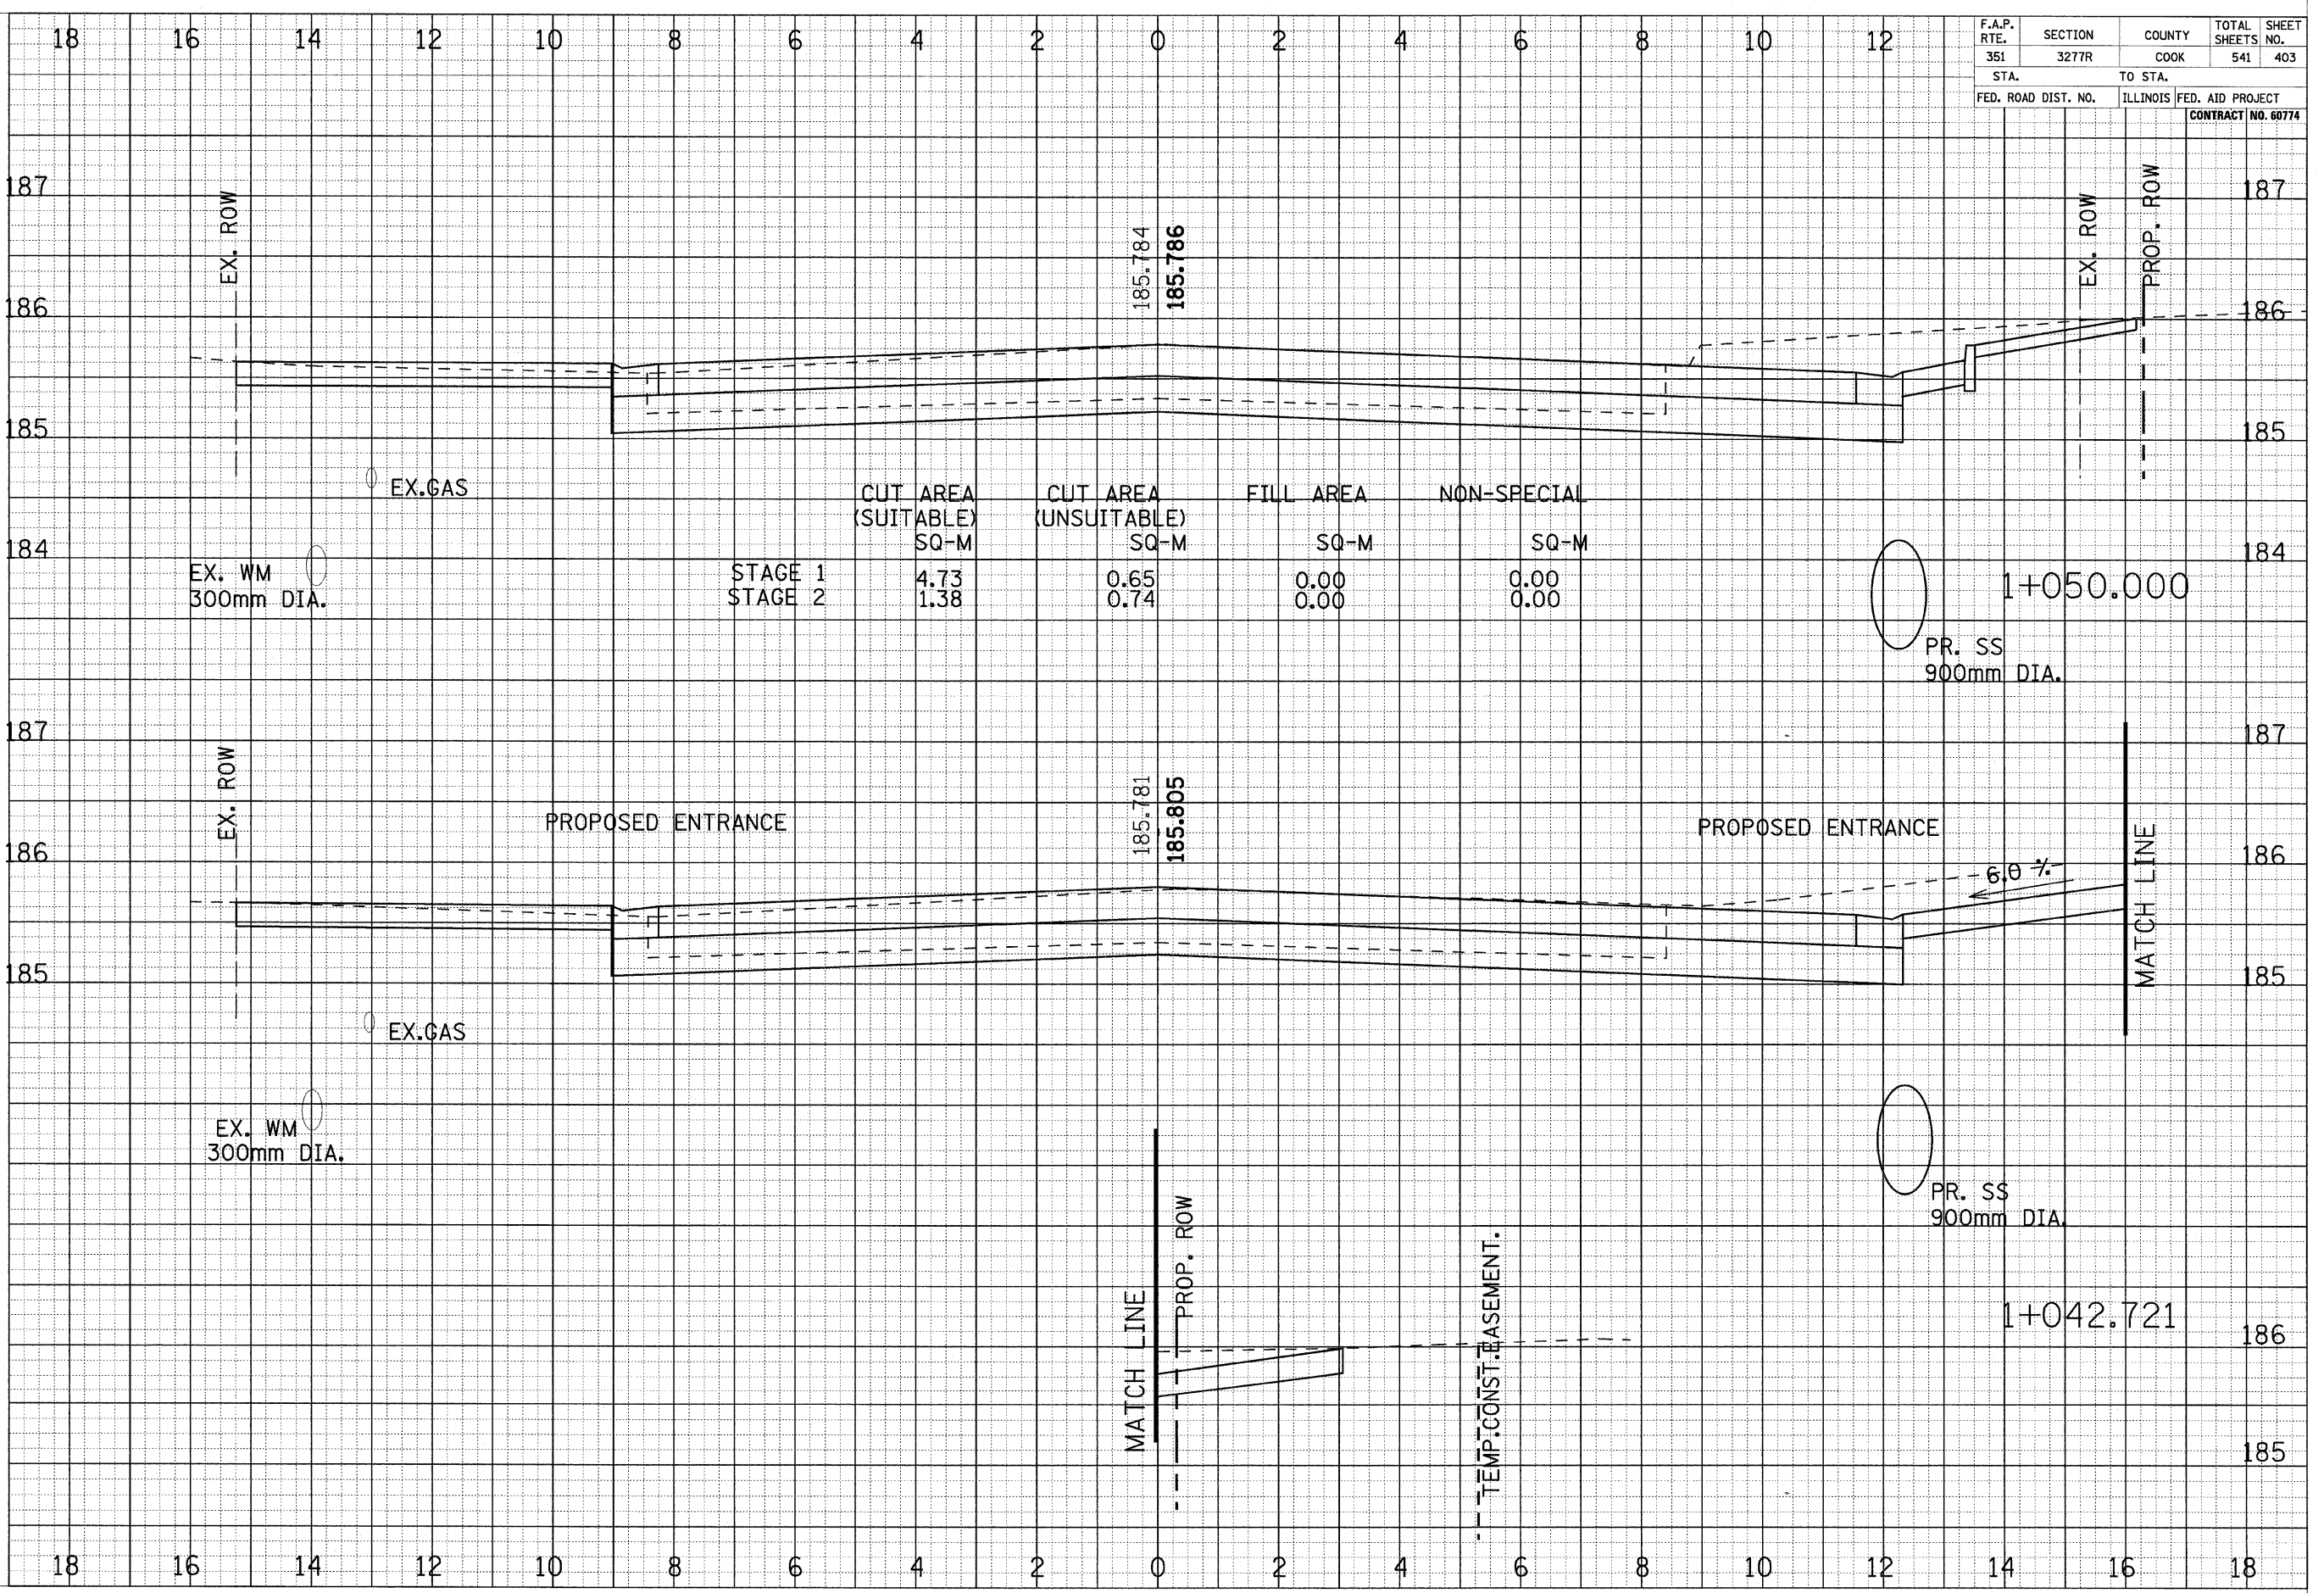 18 16 14 12 10 8 6 4 2 0 2 4 6 8 10 12
F.A.P. RTE. SECTION COUNTY TOTAL SHEETS SHEET NO.
351 3277R COOK 541 403
STA. TO STA.
FED. ROAD DIST. NO. ILLINOIS FED. AID PROJECT
CONTRACT NO. 60774
187 187
EX. ROW
185.784
185.786
EX. ROW
PROP. ROW
186 186
185 185
EX.GAS
CUT AREA (SUITABLE) SQ-M
CUT AREA (UNSUITABLE) SQ-M
FILL AREA SQ-M
NON-SPECIAL SQ-M
184 184
EX. WM
300mm DIA.
STAGE 1 4.73 0.65 0.00 0.00
STAGE 2 1.38 0.74 0.00 0.00
1+050.000
PR. SS
900mm DIA.
187 187
EX. ROW
PROPOSED ENTRANCE
185.781
185.805
PROPOSED ENTRANCE
186 186
6.0 %
MATCH LINE
185 185
EX.GAS
EX. WM
300mm DIA.
PR. SS
900mm DIA.
MATCH LINE
PROP. ROW
TEMP.CONST.EASEMENT.
1+042.721
186
185
18 16 14 12 10 8 6 4 2 0 2 4 6 8 10 12 14 16 18